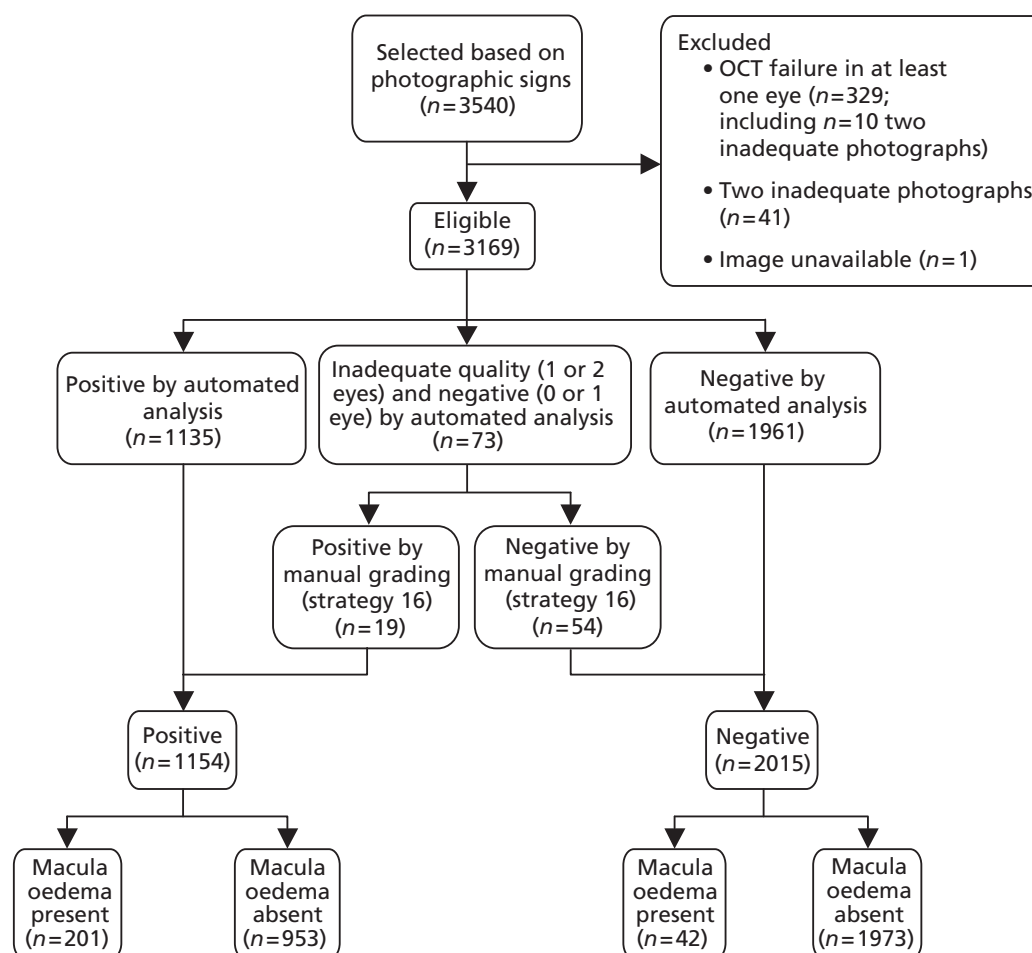 Selected based on
photographic signs
(n=3540)
Excluded
• OCT failure in at least
one eye (n=329;
including n=10 two
inadequate photographs)
• Two inadequate photographs
(n=41)
• Image unavailable (n=1)
Eligible
(n=3169)
Positive by automated
analysis
(n=1135)
Inadequate quality (1 or 2
eyes) and negative (0 or 1
eye) by automated analysis
(n=73)
Negative by
automated analysis
(n=1961)
Positive by
manual grading
(strategy 16)
(n=19)
Negative by
manual grading
(strategy 16)
(n=54)
Positive
(n=1154)
Negative
(n=2015)
Macula
oedema
present
(n=201)
Macula
oedema
absent
(n=953)
Macula
oedema
present
(n=42)
Macula
oedema
absent
(n=1973)